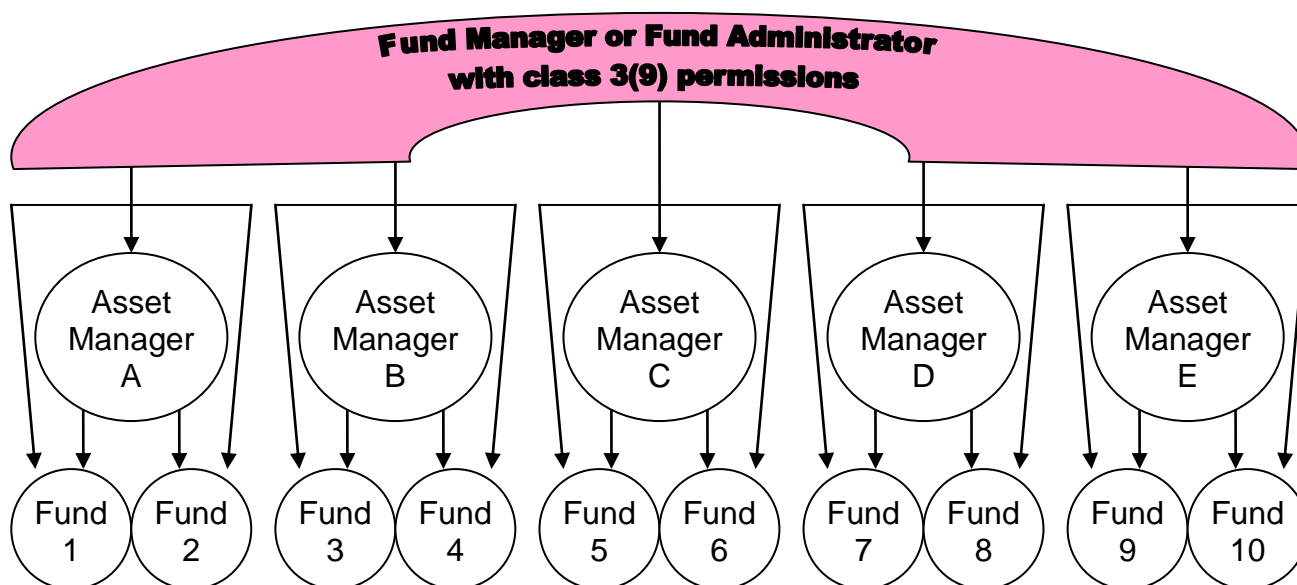 Fund Manager or Fund Administrator
with class 3(9) permissions
Asset
Manager
A
Asset
Manager
B
Asset
Manager
C
Asset
Manager
D
Asset
Manager
E
Fund
1
Fund
2
Fund
3
Fund
4
Fund
5
Fund
6
Fund
7
Fund
8
Fund
9
Fund
10